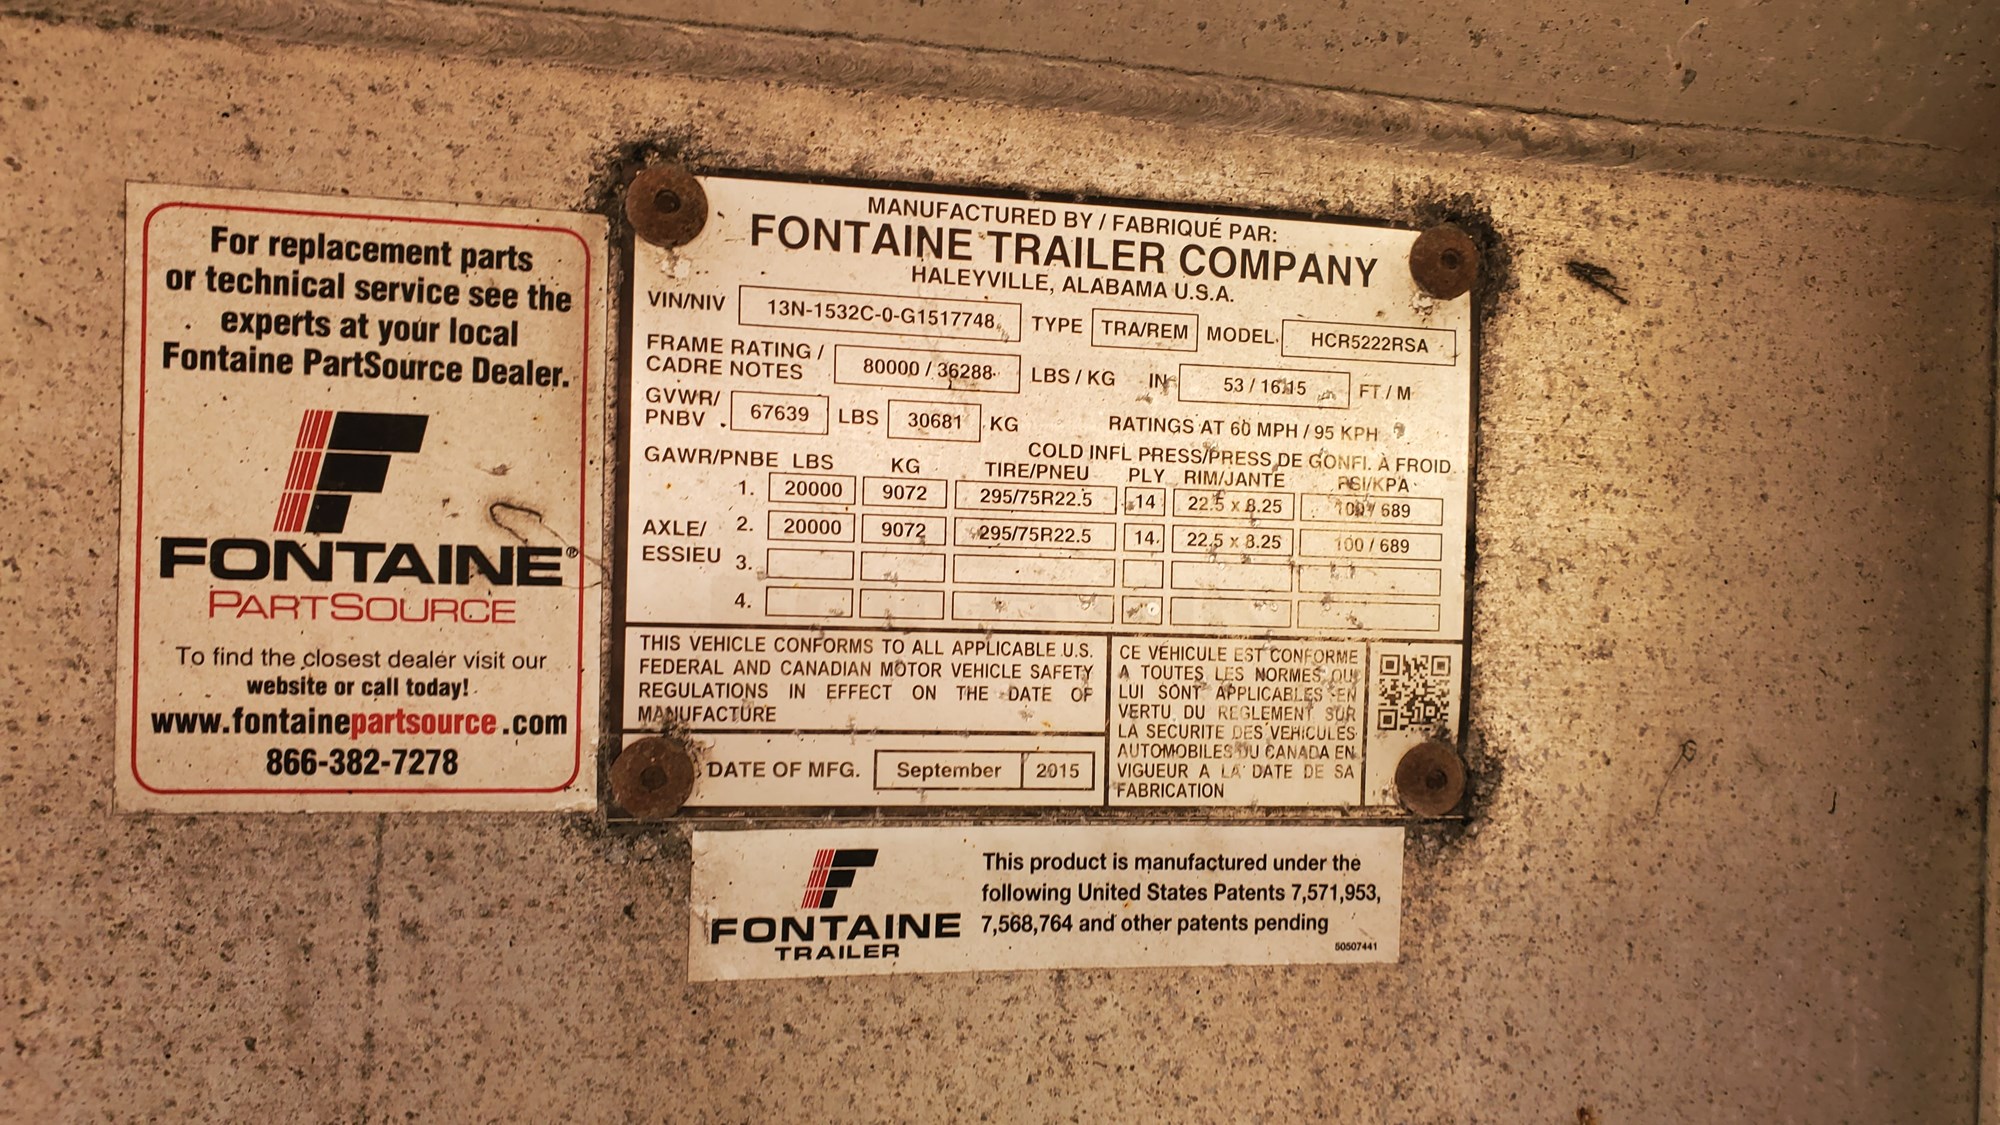 For replacement parts
or technical service see the
experts at your local
Fontaine PartSource Dealer.
FONTAINE®
PARTSOURCE
To find the closest dealer visit our
website or call today!
www.fontainepartsource.com
866-382-7278
MANUFACTURED BY / FABRIQUÉ PAR:
FONTAINE TRAILER COMPANY
HALEYVILLE, ALABAMA U.S.A.
VIN/NIV 13N-1532C-0-G1517748 TYPE TRA/REM MODEL HCR5222RSA
FRAME RATING /
CADRE NOTES 80000 / 36288 LBS / KG IN 53 / 16.15 FT / M
GVWR/
PNBV 67639 LBS 30681 KG RATINGS AT 60 MPH / 95 KPH
COLD INFL PRESS/PRESS DE GONFL. À FROID
GAWR/PNBE LBS KG TIRE/PNEU PLY RIM/JANTE PSI/KPA
1. 20000 9072 295/75R22.5 14 22.5 x 8.25 100 / 689
AXLE/
ESSIEU
2. 20000 9072 295/75R22.5 14 22.5 x 8.25 100 / 689
3.
4.
THIS VEHICLE CONFORMS TO ALL APPLICABLE U.S.
FEDERAL AND CANADIAN MOTOR VEHICLE SAFETY
REGULATIONS IN EFFECT ON THE DATE OF
MANUFACTURE
DATE OF MFG. September 2015
CE VÉHICULE EST CONFORME
A TOUTES LES NORMES QUI
LUI SONT APPLICABLES EN
VERTU DU REGLEMENT SUR
LA SECURITE DES VEHICULES
AUTOMOBILES DU CANADA EN
VIGUEUR A LA DATE DE SA
FABRICATION
FONTAINE
TRAILER
This product is manufactured under the
following United States Patents 7,571,953,
7,568,764 and other patents pending
50507441